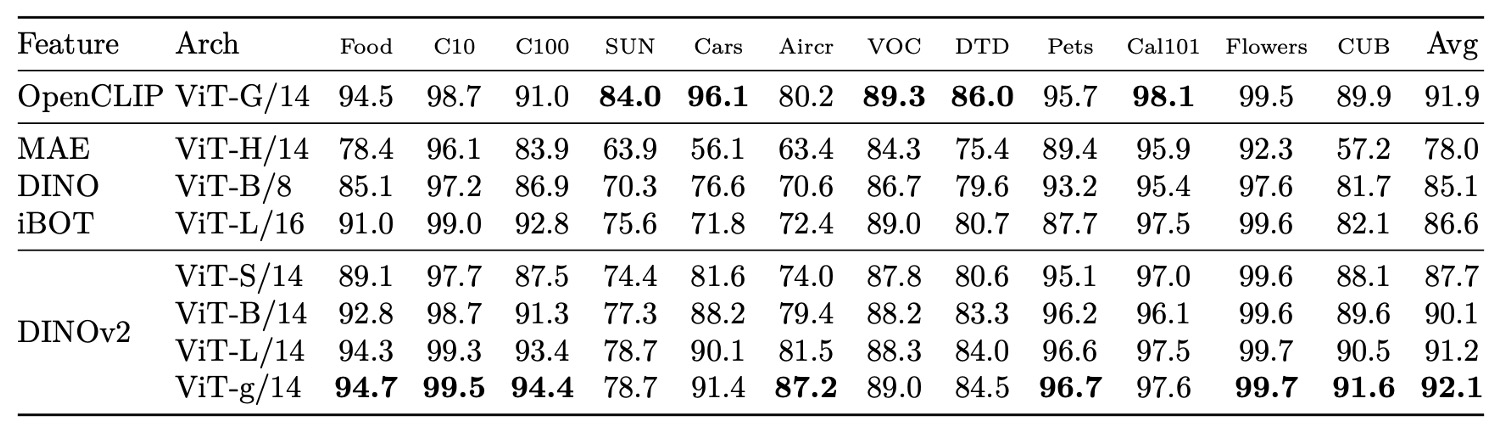 Feature Arch Food C10 C100 SUN Cars Aircr VOC DTD Pets Cal101 Flowers CUB Avg
OpenCLIP ViT-G/14 94.5 98.7 91.0 84.0 96.1 80.2 89.3 86.0 95.7 98.1 99.5 89.9 91.9
MAE ViT-H/14 78.4 96.1 83.9 63.9 56.1 63.4 84.3 75.4 89.4 95.9 92.3 57.2 78.0
DINO ViT-B/8 85.1 97.2 86.9 70.3 76.6 70.6 86.7 79.6 93.2 95.4 97.6 81.7 85.1
iBOT ViT-L/16 91.0 99.0 92.8 75.6 71.8 72.4 89.0 80.7 87.7 97.5 99.6 82.1 86.6
ViT-S/14 89.1 97.7 87.5 74.4 81.6 74.0 87.8 80.6 95.1 97.0 99.6 88.1 87.7
ViT-B/14 92.8 98.7 91.3 77.3 88.2 79.4 88.2 83.3 96.2 96.1 99.6 89.6 90.1
DINOv2
ViT-L/14 94.3 99.3 93.4 78.7 90.1 81.5 88.3 84.0 96.6 97.5 99.7 90.5 91.2
ViT-g/14 94.7 99.5 94.4 78.7 91.4 87.2 89.0 84.5 96.7 97.6 99.7 91.6 92.1